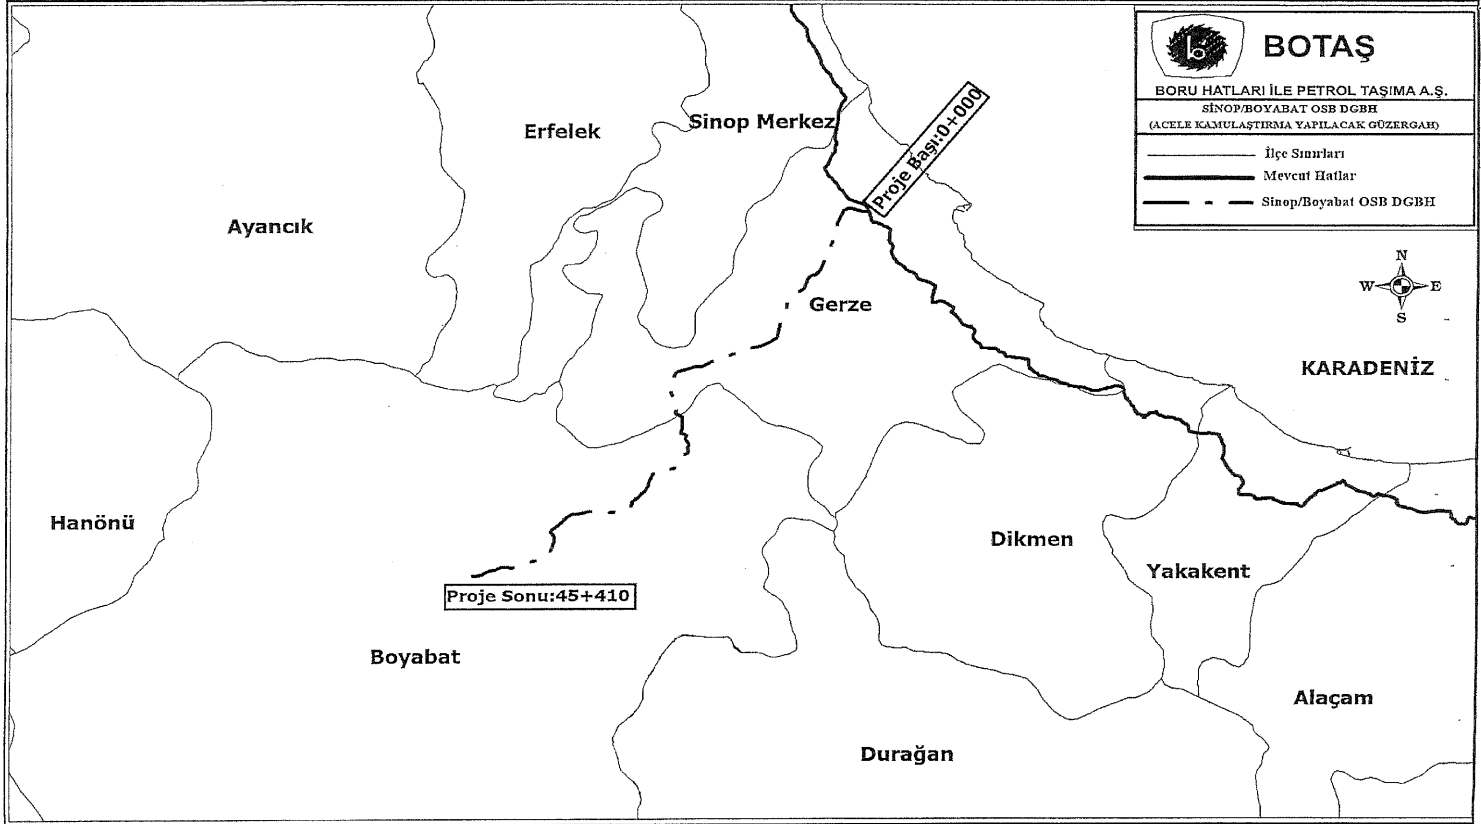 BOTAŞ
BORU HATLARI İLE PETROL TAŞIMA A.Ş.
SİNOP/BOYABAT OSB DGBH
(ACELE KAMULAŞTIRMA YAPILACAK GÜZERGAH)
İlçe Sınırları
Mevcut Hatlar
Sinop/Boyabat OSB DGBH
N
W
E
S
KARADENİZ
Erfelek
Sinop Merkez
Proje Başı:0+000
Ayancık
Gerze
Hanönü
Dikmen
Yakakent
Proje Sonu:45+410
Boyabat
Alaçam
Durağan